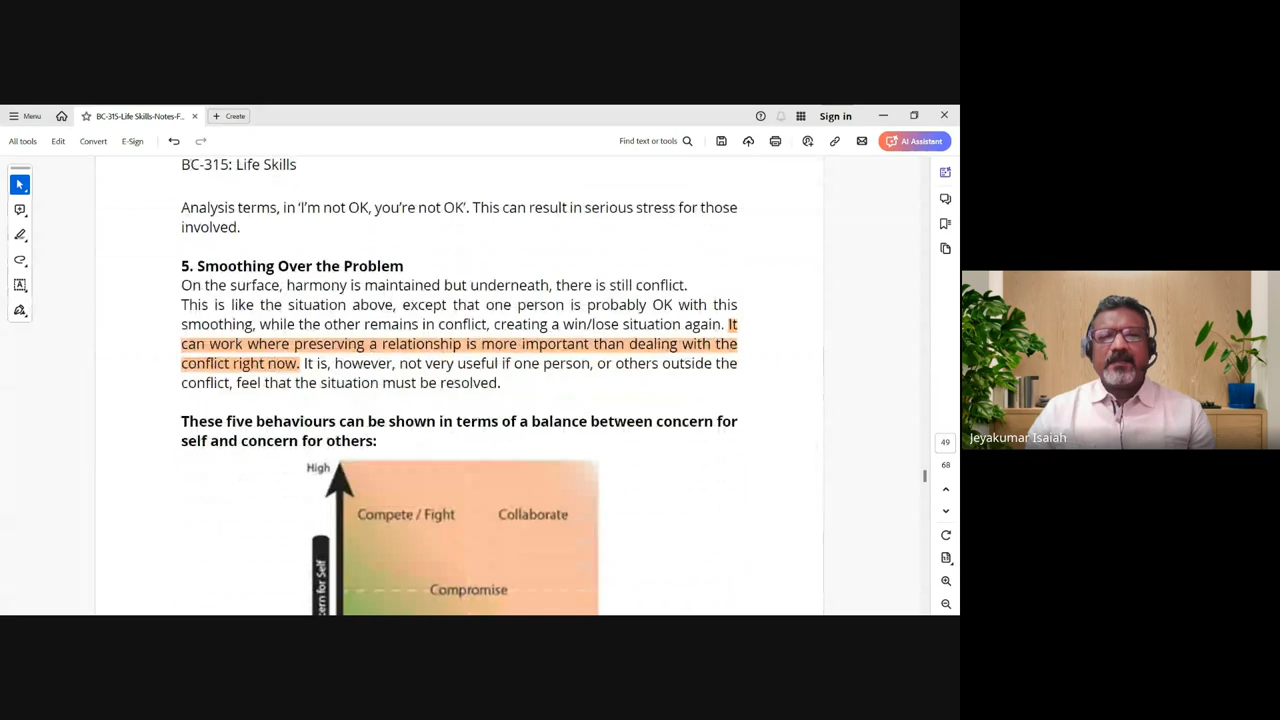 Menu
BC-315-Life Skills-Notes-F...
Create
Sign in
All tools
Edit
Convert
E-Sign
Find text or tools
AI Assistant
BC-315: Life Skills
Analysis terms, in ‘I’m not OK, you’re not OK’. This can result in serious stress for those
involved.
5. Smoothing Over the Problem
On the surface, harmony is maintained but underneath, there is still conflict.
This is like the situation above, except that one person is probably OK with this
smoothing, while the other remains in conflict, creating a win/lose situation again. It
can work where preserving a relationship is more important than dealing with the
conflict right now. It is, however, not very useful if one person, or others outside the
conflict, feel that the situation must be resolved.
These five behaviours can be shown in terms of a balance between concern for
self and concern for others:
High
Compete / Fight
Collaborate
Compromise
for Self
49
68
Jeyakumar Isaiah